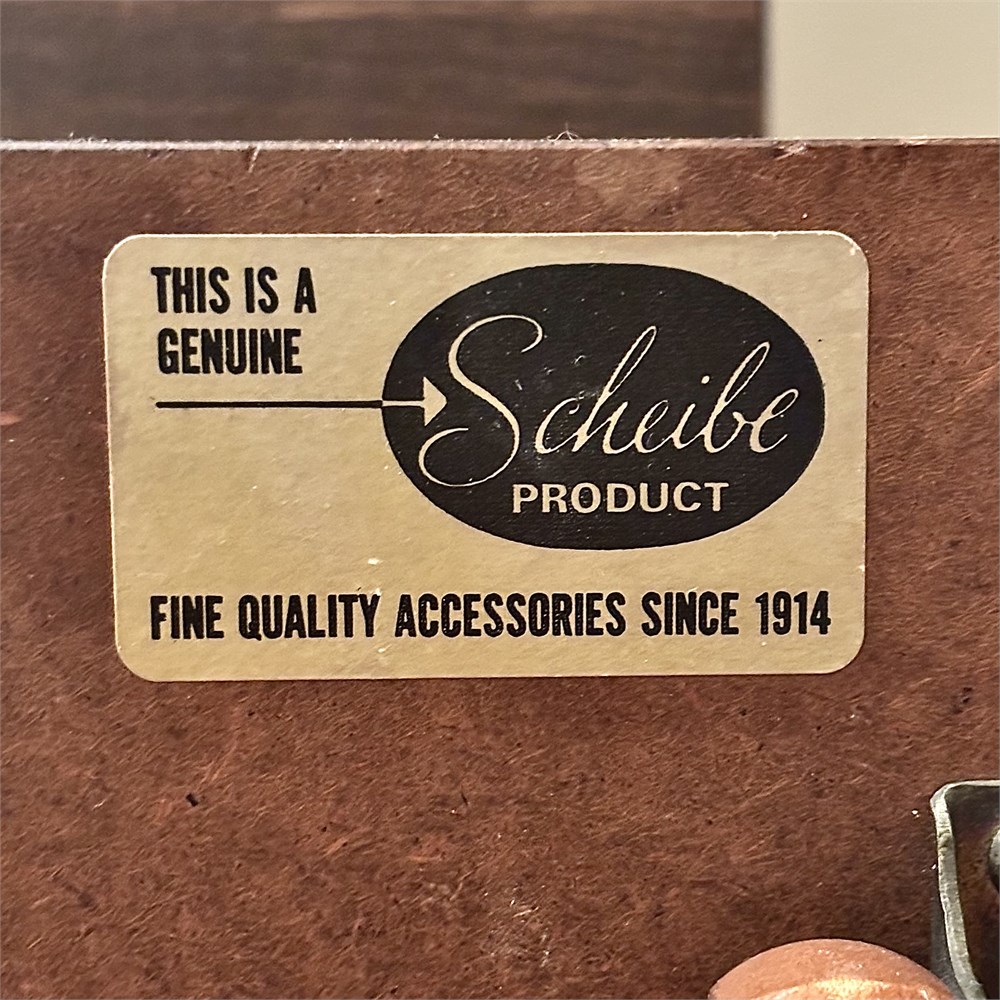 THIS IS A
GENUINE
Scheibe
PRODUCT
FINE QUALITY ACCESSORIES SINCE 1914